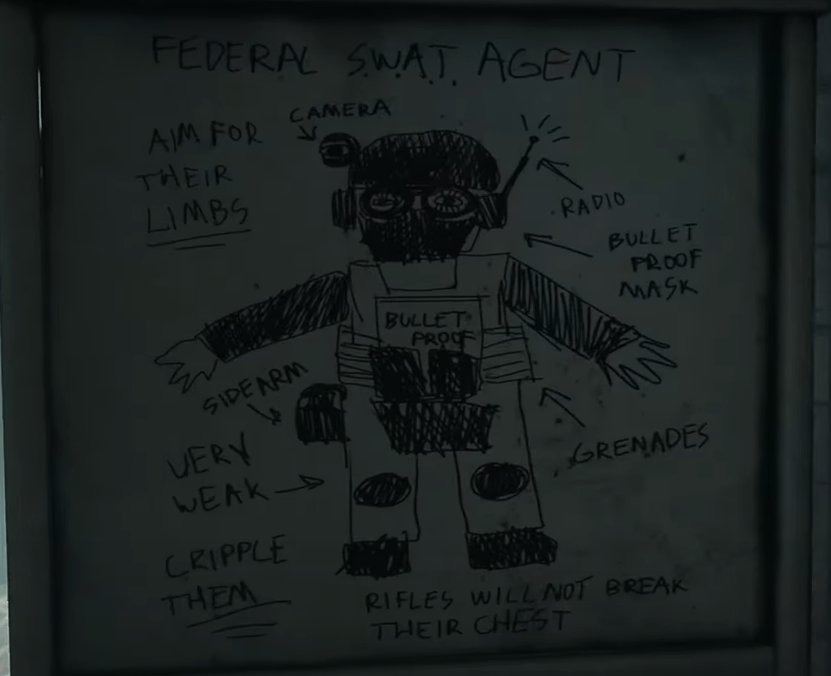 FEDERAL S.W.A.T. AGENT
CAMERA
AIM FOR
THEIR
LIMBS
RADIO
BULLET
PROOF
MASK
BULLET
PROOF
SIDEARM
VERY
WEAK
GRENADES
CRIPPLE
THEM
RIFLES WILL NOT BREAK
THEIR CHEST